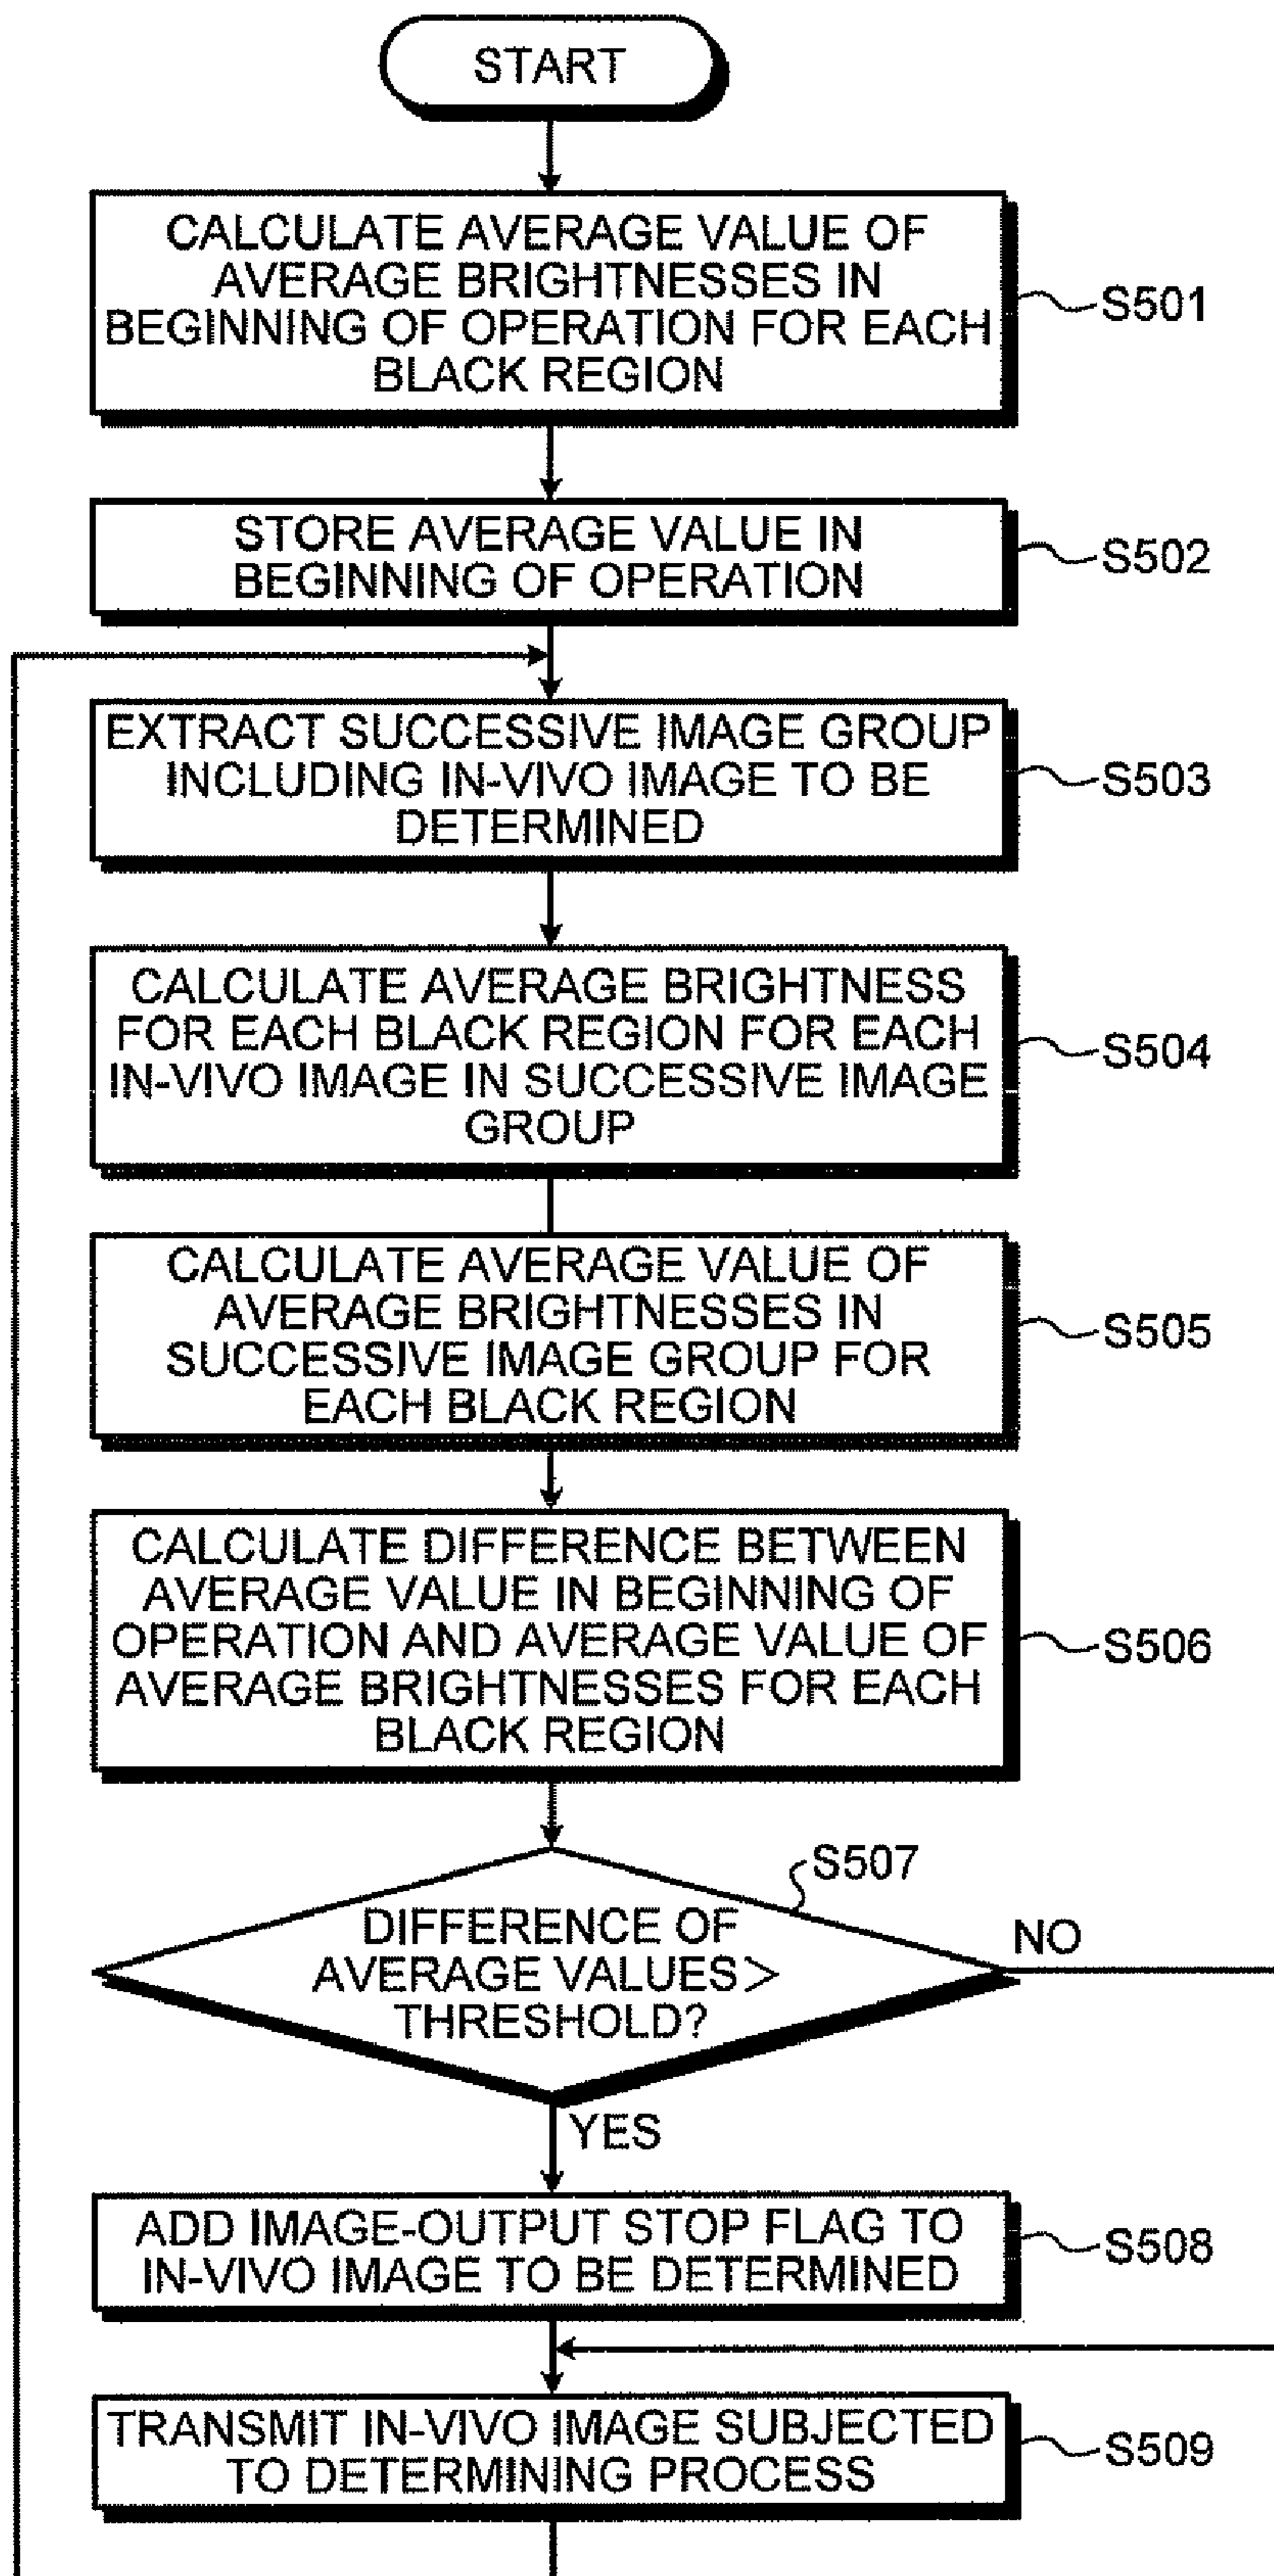 START
CALCULATE AVERAGE VALUE OF
AVERAGE BRIGHTNESSES IN
BEGINNING OF OPERATION FOR EACH
BLACK REGION
S501
STORE AVERAGE VALUE IN
BEGINNING OF OPERATION
S502
EXTRACT SUCCESSIVE IMAGE GROUP
INCLUDING IN-VIVO IMAGE TO BE
DETERMINED
S503
CALCULATE AVERAGE BRIGHTNESS
FOR EACH BLACK REGION FOR EACH
IN-VIVO IMAGE IN SUCCESSIVE IMAGE
GROUP
S504
CALCULATE AVERAGE VALUE OF
AVERAGE BRIGHTNESSES IN
SUCCESSIVE IMAGE GROUP FOR
EACH BLACK REGION
S505
CALCULATE DIFFERENCE BETWEEN
AVERAGE VALUE IN BEGINNING OF
OPERATION AND AVERAGE VALUE OF
AVERAGE BRIGHTNESSES FOR EACH
BLACK REGION
S506
S507
DIFFERENCE OF
AVERAGE VALUES>
THRESHOLD?
NO
YES
ADD IMAGE-OUTPUT STOP FLAG TO
IN-VIVO IMAGE TO BE DETERMINED
S508
TRANSMIT IN-VIVO IMAGE SUBJECTED
TO DETERMINING PROCESS
S509